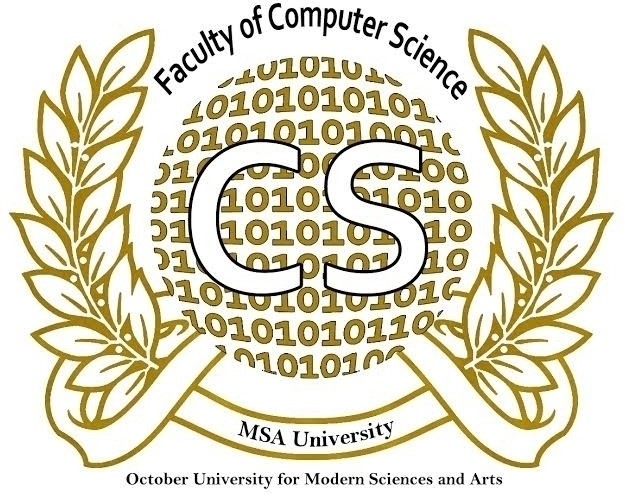 Faculty of Computer Science
CS
MSA University
October University for Modern Sciences and Arts